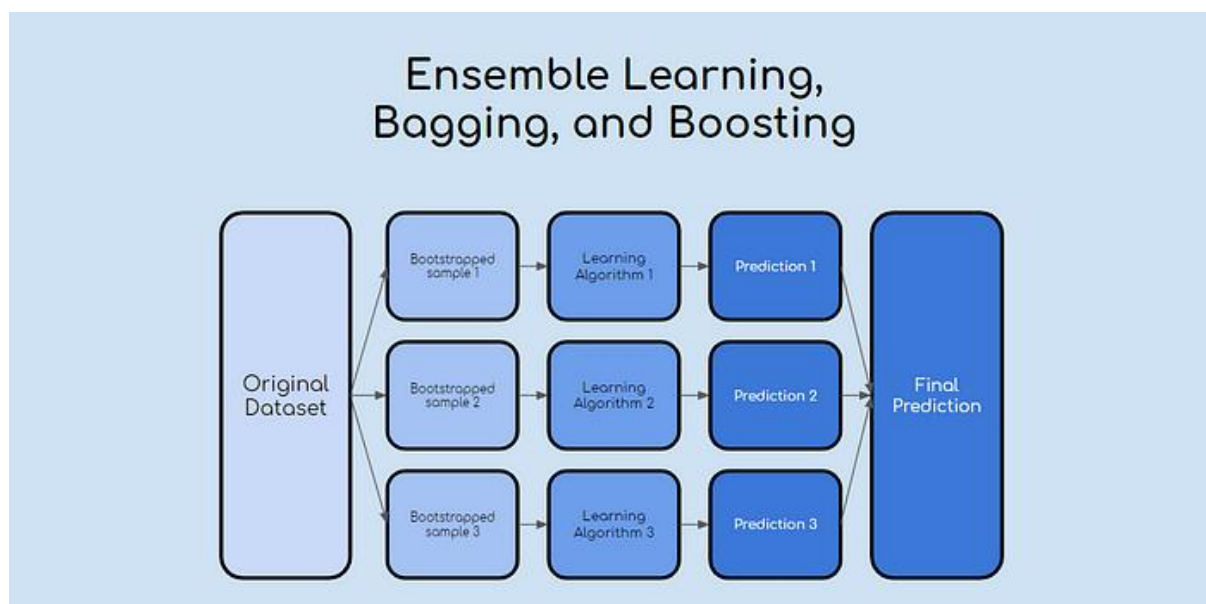 Ensemble Learning,
Bagging, and Boosting
Original
Dataset
Bootstrapped
sample 1
Learning
Algorithm 1
Prediction 1
Bootstrapped
sample 2
Learning
Algorithm 2
Prediction 2
Bootstrapped
sample 3
Learning
Algorithm 3
Prediction 3
Final
Prediction